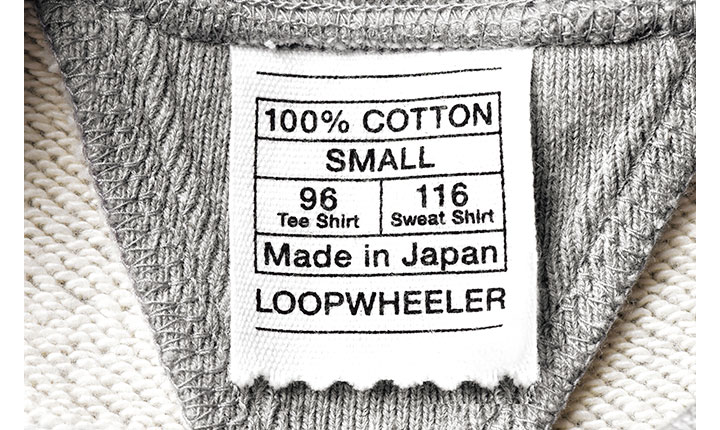 100% COTTON
SMALL
96 116
Tee Shirt Sweat Shirt
Made in Japan
LOOPWHEELER